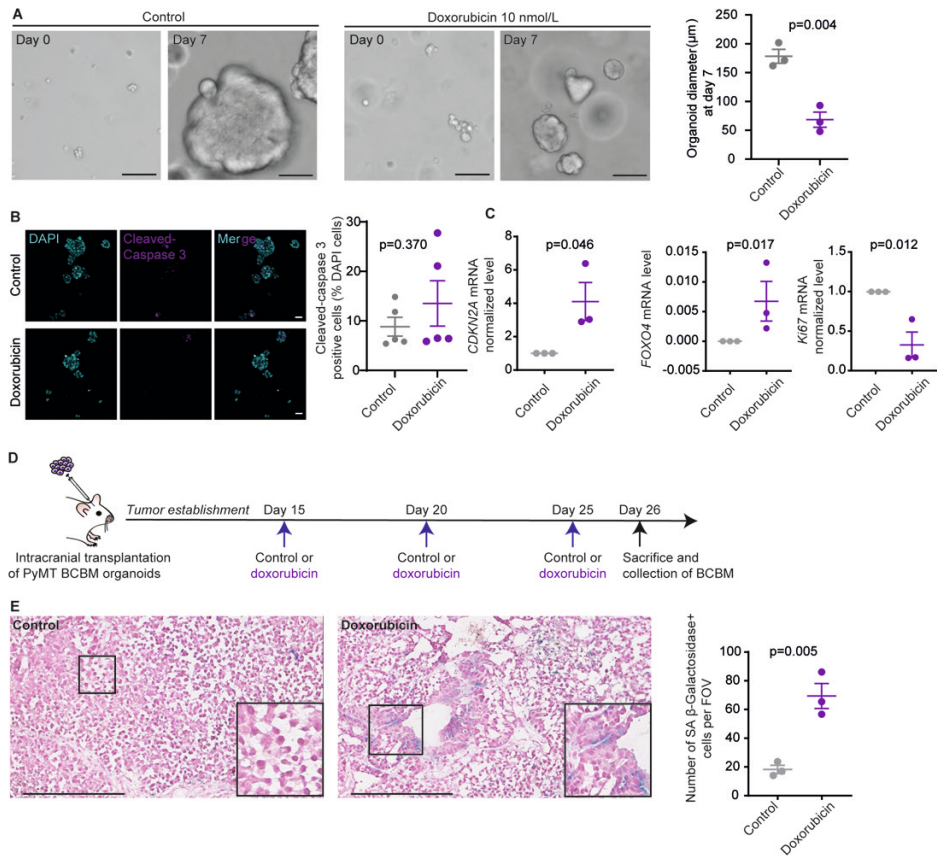 A
Control
Doxorubicin 10 nmol/L
Day 0
Day 7
Day 0
Day 7
Organoid diameter (µm)
at day 7
250
200
150
100
50
0
p=0.004
Control
Doxorubicin
B
DAPI
Cleaved-
Caspase 3
Merge
Control
Doxorubicin
Cleaved-caspase 3
positive cells (% DAPI cells)
30
20
10
0
p=0.370
Control
Doxorubicin
C
CDKN2A mRNA
normalized level
8
6
4
2
0
p=0.046
Control
Doxorubicin
FOXO4 mRNA level
0.015
0.010
0.005
0.000
-0.005
p=0.017
Control
Doxorubicin
Ki67 mRNA
normalized level
1.5
1.0
0.5
0.0
p=0.012
Control
Doxorubicin
D
Tumor establishment
Day 15
Day 20
Day 25
Day 26
Intracranial transplantation
of PyMT BCBM organoids
Control or
doxorubicin
Control or
doxorubicin
Control or
doxorubicin
Sacrifice and
collection of BCBM
E
Control
Doxorubicin
Number of SA β-Galactosidase+
cells per FOV
100
80
60
40
20
0
p=0.005
Control
Doxorubicin